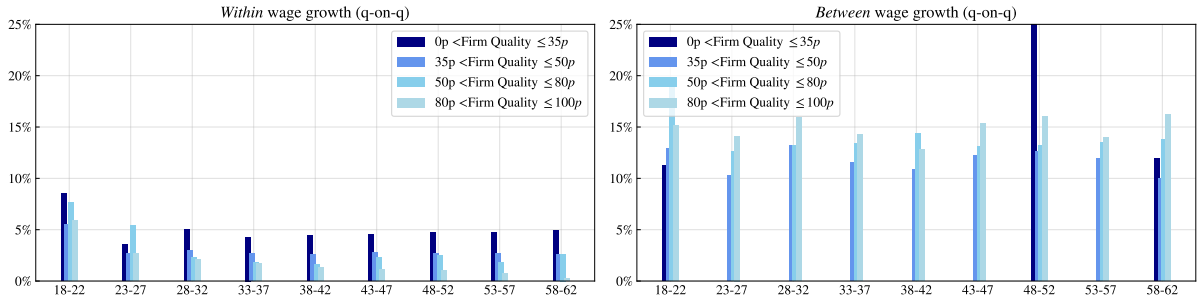 Within wage growth (q-on-q)
25%
20%
15%
10%
5%
0%
0p <Firm Quality ≤35p
35p <Firm Quality ≤50p
50p <Firm Quality ≤80p
80p <Firm Quality ≤100p
18-22 23-27 28-32 33-37 38-42 43-47 48-52 53-57 58-62
Between wage growth (q-on-q)
25%
20%
15%
10%
5%
0%
0p <Firm Quality ≤35p
35p <Firm Quality ≤50p
50p <Firm Quality ≤80p
80p <Firm Quality ≤100p
18-22 23-27 28-32 33-37 38-42 43-47 48-52 53-57 58-62